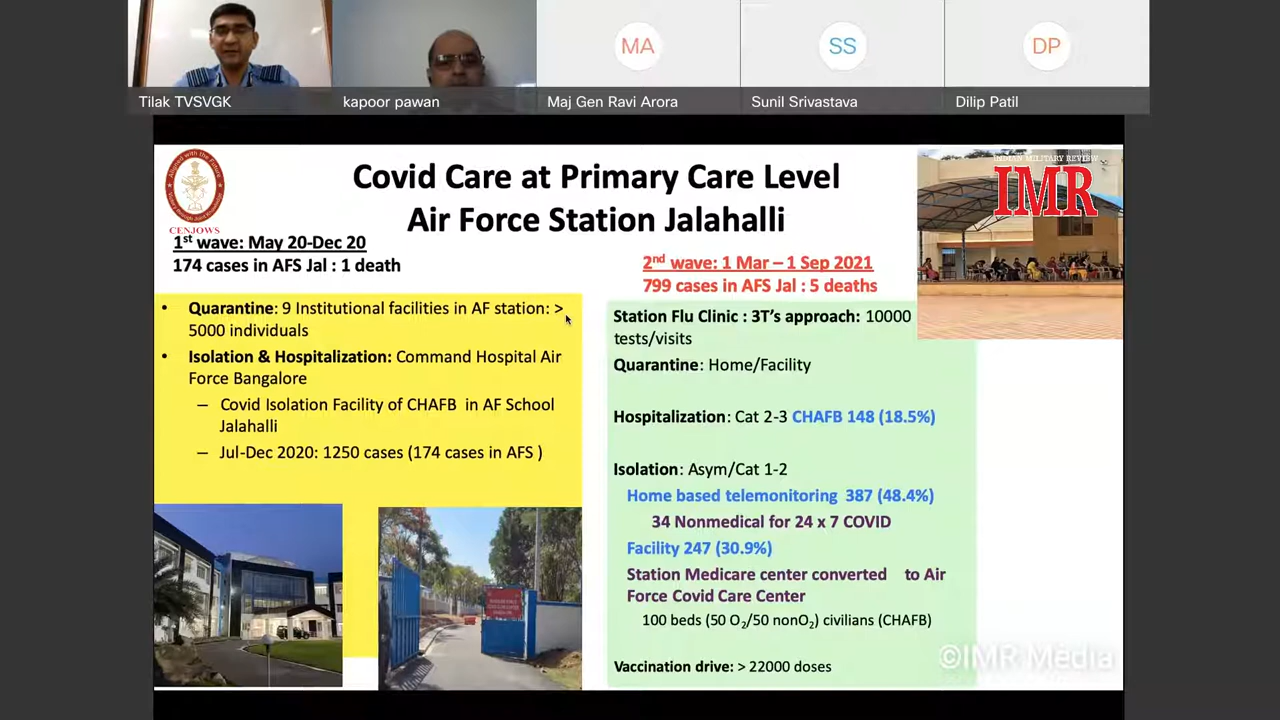 MA
SS
DP
Tilak TVSVGK
kapoor pawan
Maj Gen Ravi Arora
Sunil Srivastava
Dilip Patil
Aligned with the Future
CENJOWS
Covid Care at Primary Care Level
Air Force Station Jalahalli
INDIAN MILITARY REVIEW
IMR
1st wave: May 20-Dec 20
174 cases in AFS Jal : 1 death
2nd wave: 1 Mar – 1 Sep 2021
799 cases in AFS Jal : 5 deaths
• Quarantine: 9 Institutional facilities in AF station: >
5000 individuals
• Isolation & Hospitalization: Command Hospital Air
Force Bangalore
– Covid Isolation Facility of CHAFB in AF School
Jalahalli
– Jul-Dec 2020: 1250 cases (174 cases in AFS )
Station Flu Clinic : 3T's approach: 10000
tests/visits
Quarantine: Home/Facility
Hospitalization: Cat 2-3 CHAFB 148 (18.5%)
Isolation: Asym/Cat 1-2
Home based telemonitoring 387 (48.4%)
34 Nonmedical for 24 x 7 COVID
Facility 247 (30.9%)
Station Medicare center converted to Air
Force Covid Care Center
100 beds (50 O₂/50 nonO₂) civilians (CHAFB)
Vaccination drive: > 22000 doses
©IMR Media